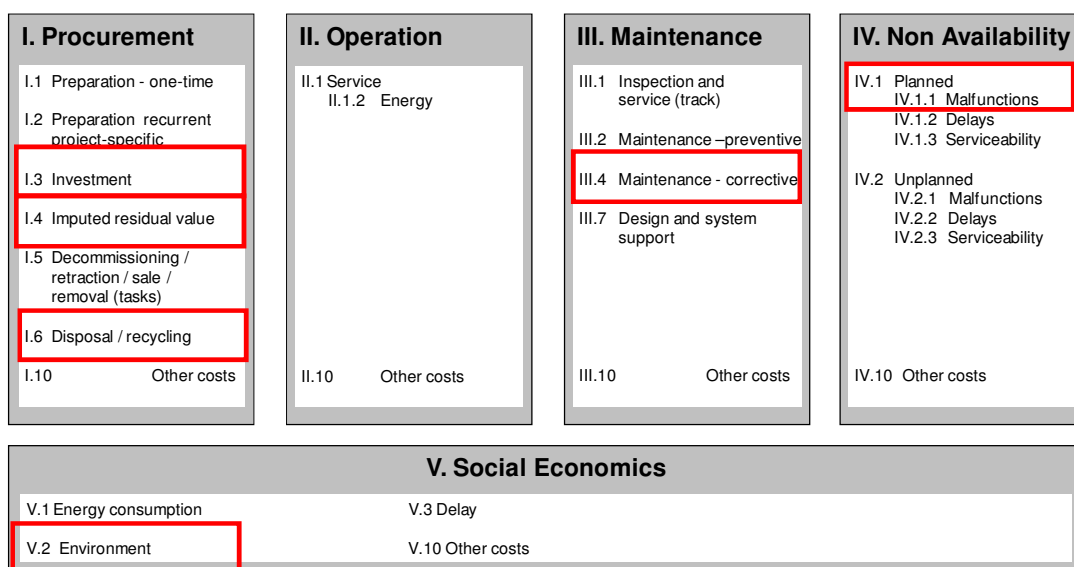 I. Procurement
I.1 Preparation - one-time
I.2 Preparation recurrent
project-specific
I.3 Investment
I.4 Imputed residual value
I.5 Decommissioning /
retraction / sale /
removal (tasks)
I.6 Disposal / recycling
I.10 Other costs
II. Operation
II.1 Service
II.1.2 Energy
II.10 Other costs
III. Maintenance
III.1 Inspection and
service (track)
III.2 Maintenance –preventive
III.4 Maintenance - corrective
III.7 Design and system
support
III.10 Other costs
IV. Non Availability
IV.1 Planned
IV.1.1 Malfunctions
IV.1.2 Delays
IV.1.3 Serviceability
IV.2 Unplanned
IV.2.1 Malfunctions
IV.2.2 Delays
IV.2.3 Serviceability
IV.10 Other costs
V. Social Economics
V.1 Energy consumption
V.2 Environment
V.3 Delay
V.10 Other costs